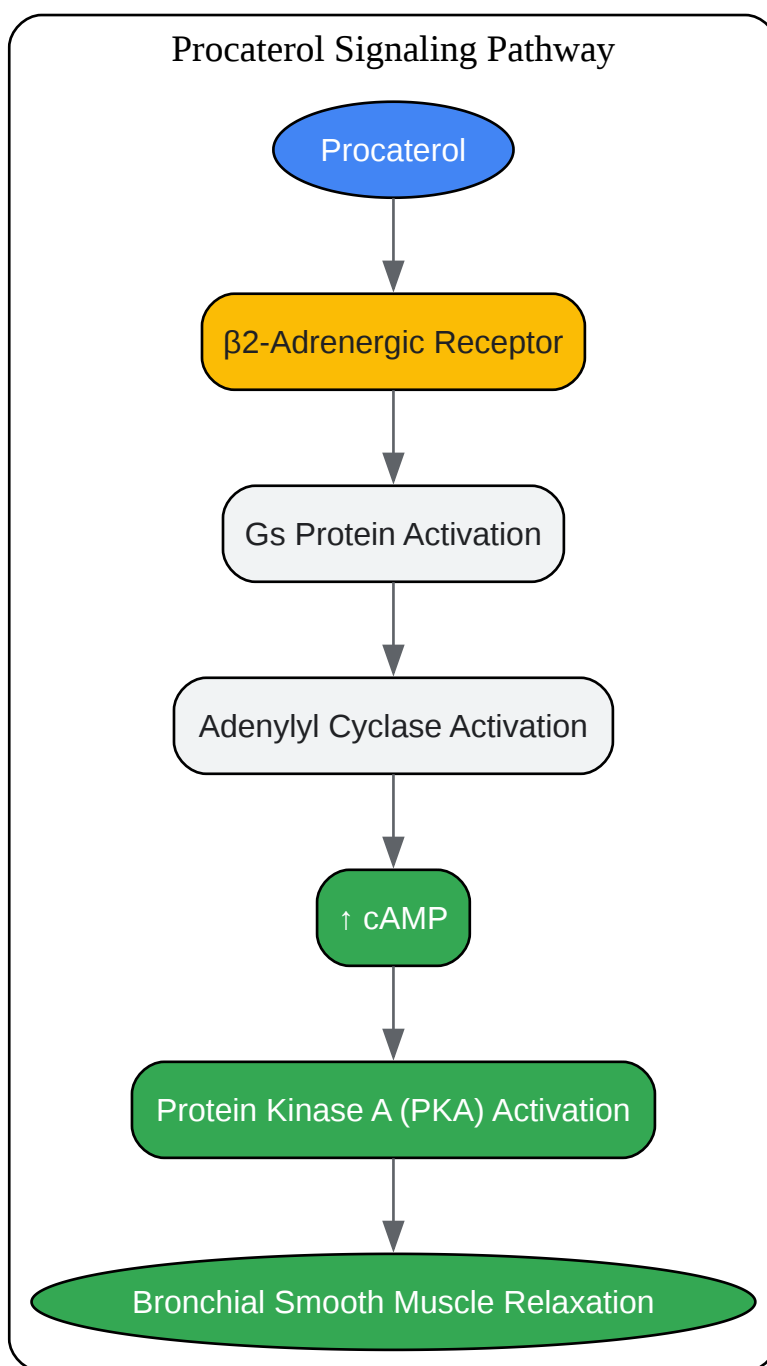 Procaterol Signaling Pathway
Procaterol
β2-Adrenergic Receptor
Gs Protein Activation
Adenylyl Cyclase Activation
↑ cAMP
Protein Kinase A (PKA) Activation
Bronchial Smooth Muscle Relaxation